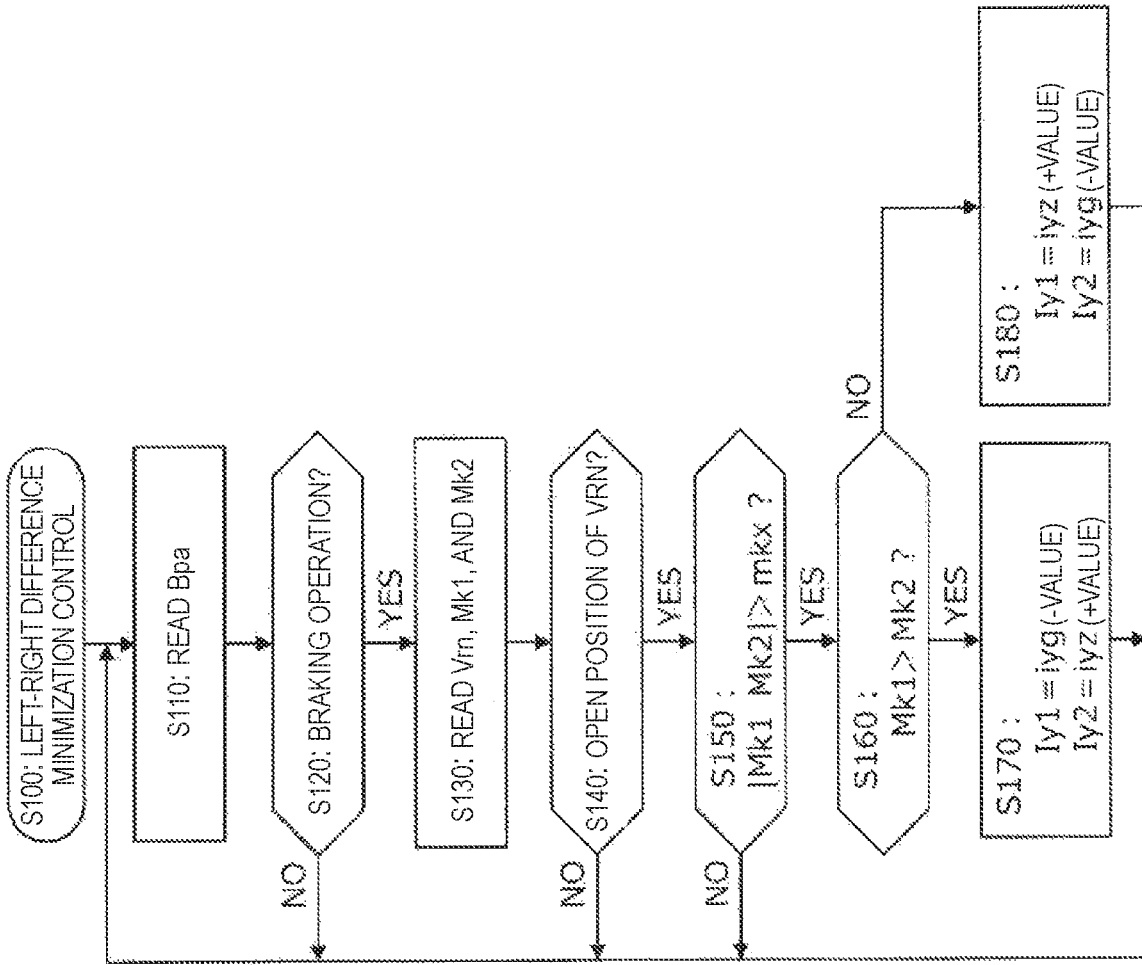 S100: LEFT-RIGHT DIFFERENCE
MINIMIZATION CONTROL
S110: READ Bpa
S120: BRAKING OPERATION?
NO
YES
S130: READ Vrn, Mk1, AND Mk2
S140: OPEN POSITION OF VRN?
NO
YES
S150 :
|Mk1 Mk2|> mkx ?
NO
YES
S160 :
Mk1> Mk2 ?
NO
YES
S170 :
Iy1 = iyg (-VALUE)
Iy2 = iyz (+VALUE)
S180 :
Iy1 = iyz (+VALUE)
Iy2 = iyg (-VALUE)